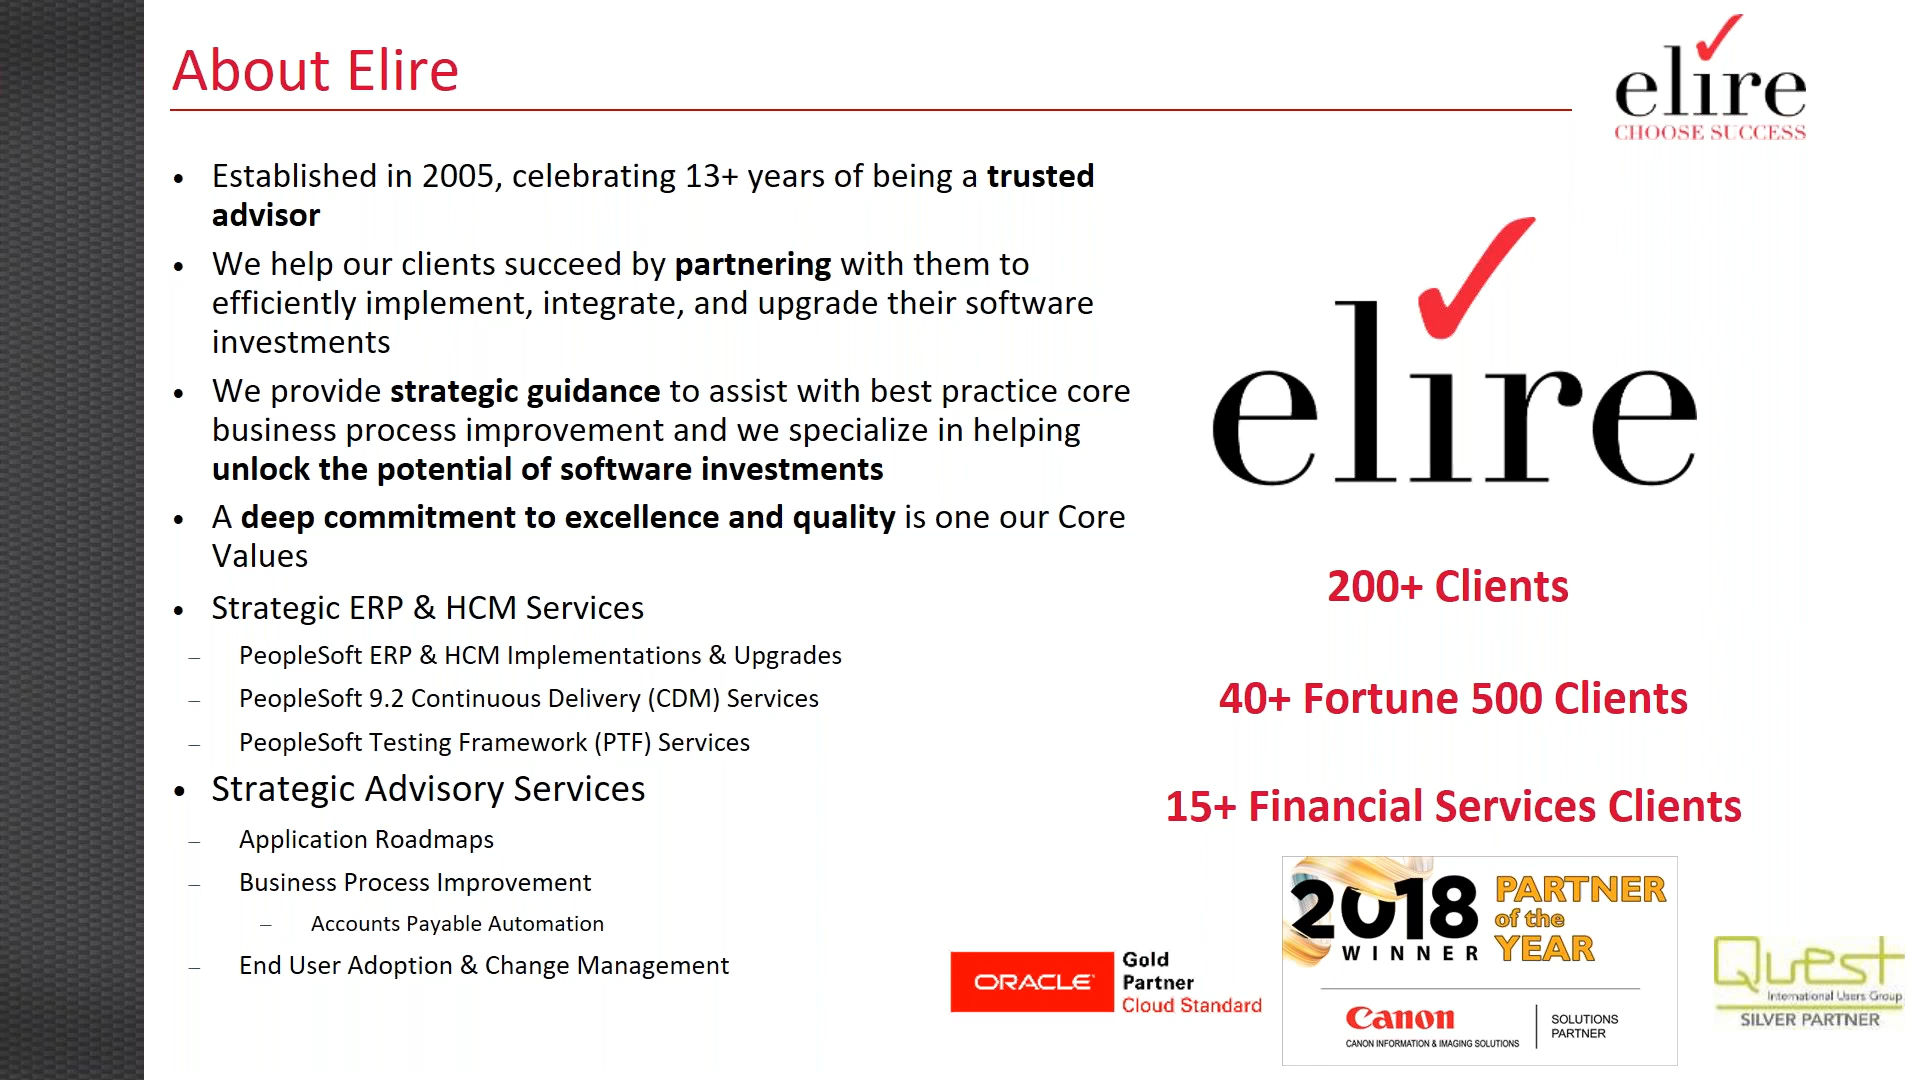 About Elire
elire
CHOOSE SUCCESS
• Established in 2005, celebrating 13+ years of being a trusted
advisor
• We help our clients succeed by partnering with them to
efficiently implement, integrate, and upgrade their software
investments
• We provide strategic guidance to assist with best practice core
business process improvement and we specialize in helping
unlock the potential of software investments
• A deep commitment to excellence and quality is one our Core
Values
• Strategic ERP & HCM Services
– PeopleSoft ERP & HCM Implementations & Upgrades
– PeopleSoft 9.2 Continuous Delivery (CDM) Services
– PeopleSoft Testing Framework (PTF) Services
• Strategic Advisory Services
– Application Roadmaps
– Business Process Improvement
– Accounts Payable Automation
– End User Adoption & Change Management
elire
200+ Clients
40+ Fortune 500 Clients
15+ Financial Services Clients
ORACLE
Gold
Partner
Cloud Standard
2018
WINNER
PARTNER
of the
YEAR
Canon
CANON INFORMATION & IMAGING SOLUTIONS
SOLUTIONS
PARTNER
Quest
International Users Group
SILVER PARTNER